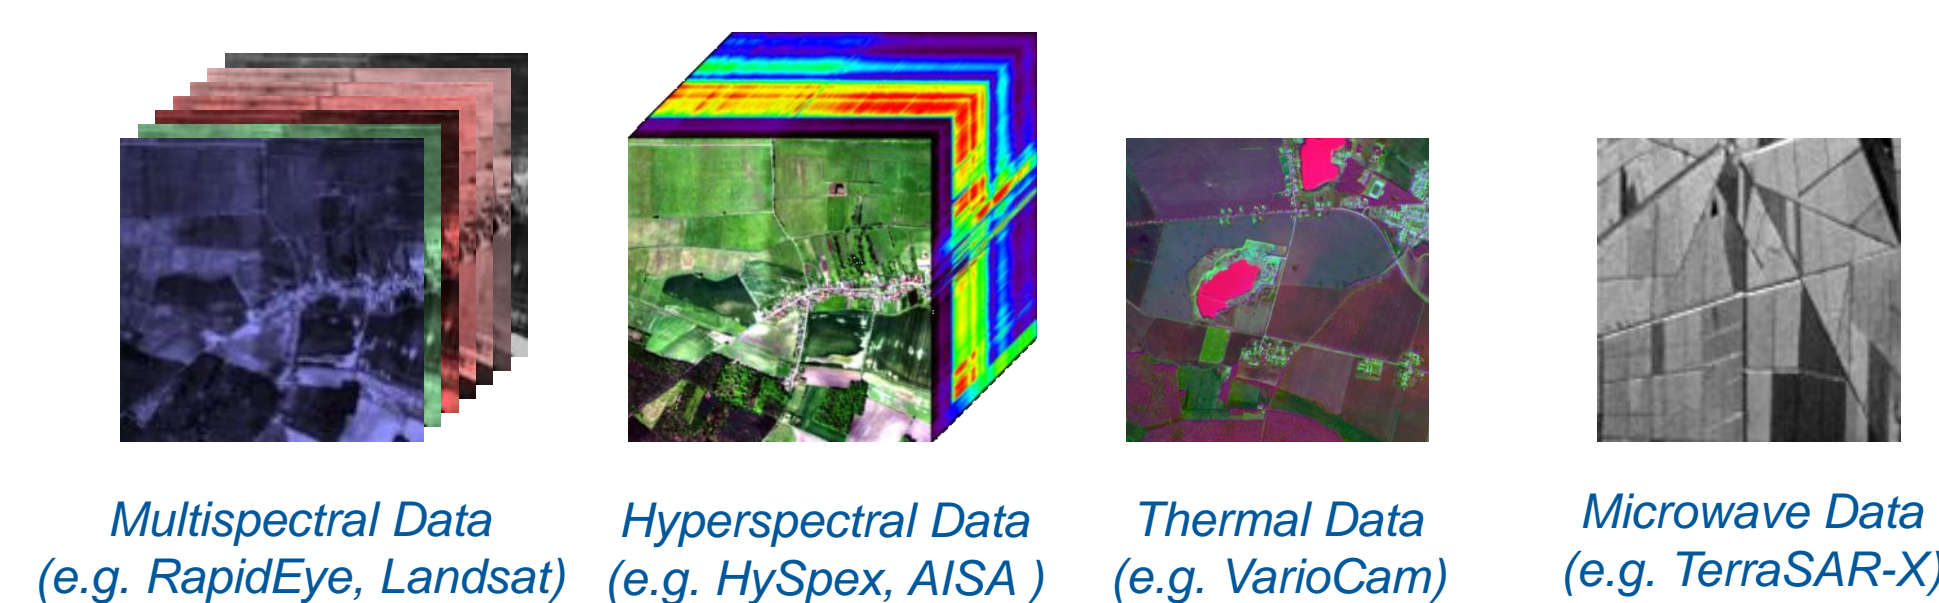 Multispectral Data
(e.g. RapidEye, Landsat)
Hyperspectral Data
(e.g. HySpex, AISA )
Thermal Data
(e.g. VarioCam)
Microwave Data
(e.g. TerraSAR-X)